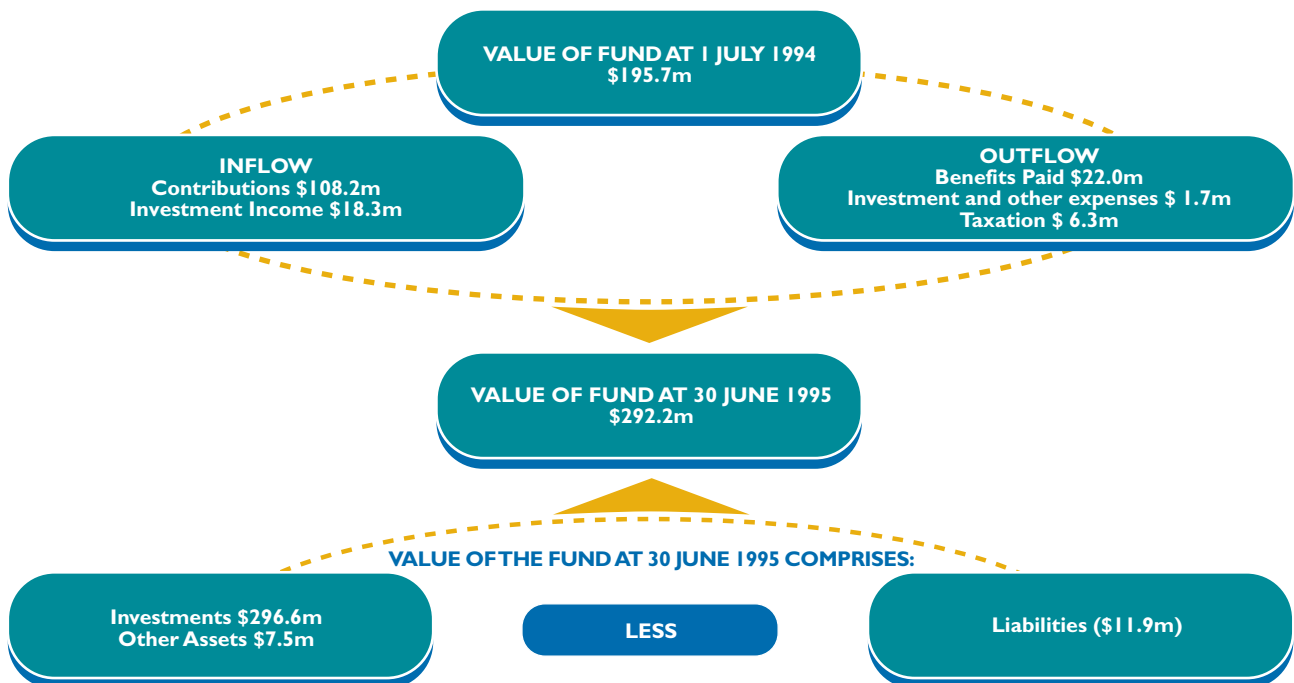 VALUE OF FUND AT 1 JULY 1994
$195.7m
INFLOW
Contributions $108.2m
Investment Income $18.3m
OUTFLOW
Benefits Paid $22.0m
Investment and other expenses $ 1.7m
Taxation $ 6.3m
VALUE OF FUND AT 30 JUNE 1995
$292.2m
VALUE OF THE FUND AT 30 JUNE 1995 COMPRISES:
Investments $296.6m
Other Assets $7.5m
LESS
Liabilities ($11.9m)